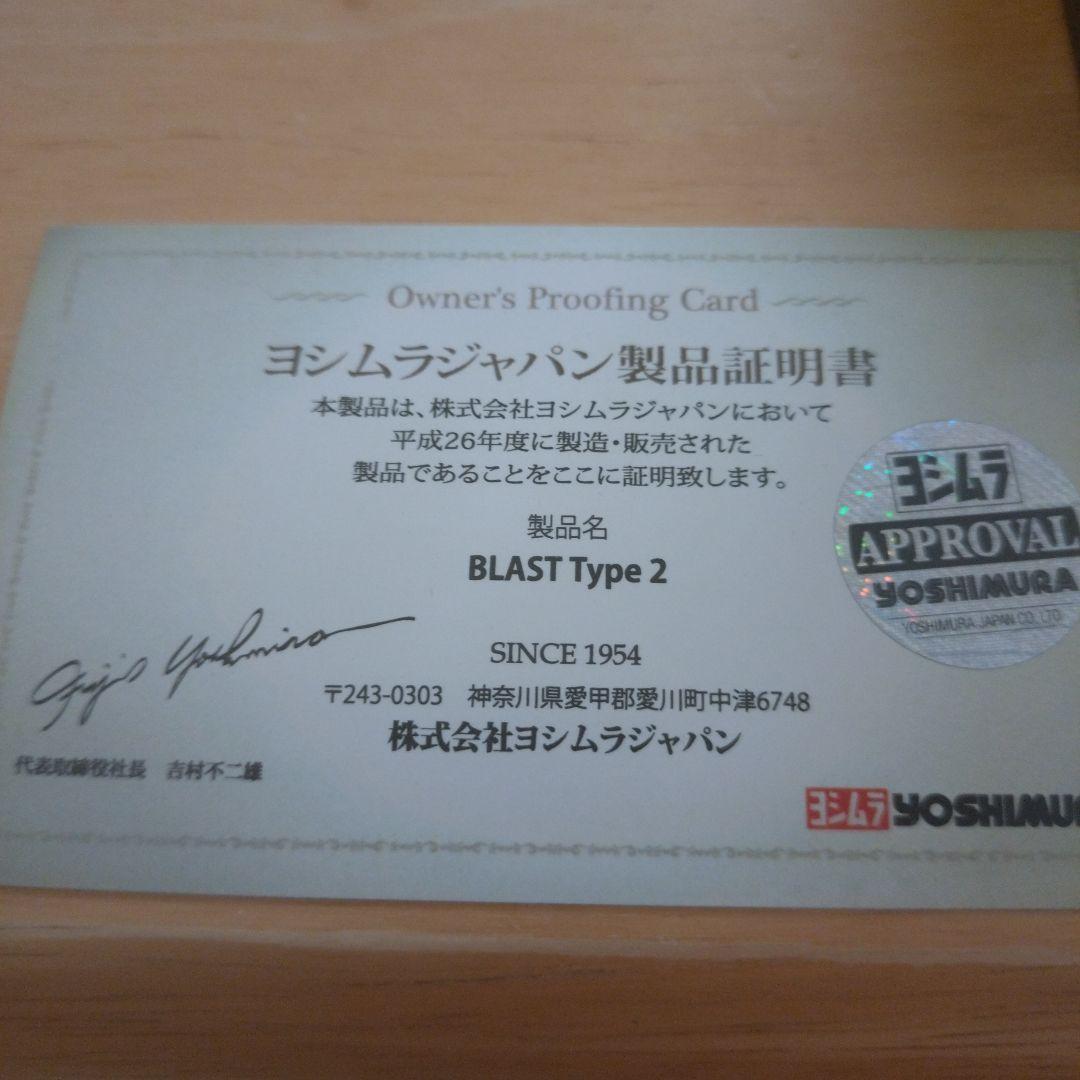 Owner's Proofing Card
ヨシムラジャパン製品証明書
本製品は、株式会社ヨシムラジャパンにおいて
平成26年度に製造・販売された
製品であることをここに証明致します。
製品名
BLAST Type 2
ヨシムラ
APPROVAL
YOSHIMURA
YOSHIMURA JAPAN CO., LTD.
Fujio Yoshimura
SINCE 1954
〒243-0303 神奈川県愛甲郡愛川町中津6748
株式会社ヨシムラジャパン
代表取締役社長 吉村不二雄
ヨシムラ YOSHIMU